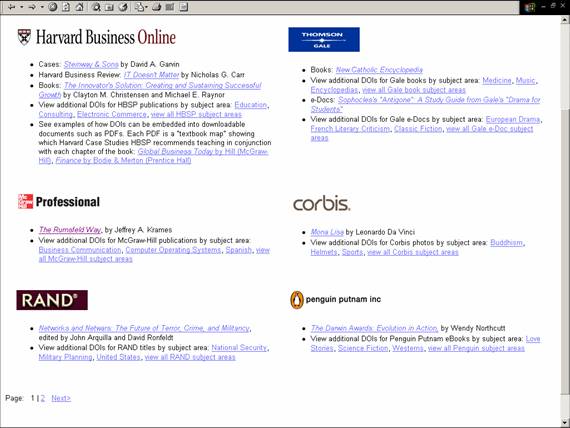 Harvard Business Online
Cases: Steinway & Sons by David A. Garvin
Harvard Business Review: IT Doesn't Matter by Nicholas G. Carr
Books: The Innovator's Solution: Creating and Sustaining Successful
Growth by Clayton M. Christensen and Michael E. Raynor
View additional DOIs for HBSP publications by subject area: Education,
Consulting, Electronic Commerce, view all HBSP subject areas
See examples of how DOIs can be embedded into downloadable
documents such as PDFs. Each PDF is a "textbook map" showing
which Harvard Case Studies HBSP recommends teaching in conjunction
with each chapter of the book: Global Business Today by Hill (McGraw-
Hill), Finance by Bodie & Merton (Prentice Hall)
THOMSON
GALE
Books: New Catholic Encyclopedia
View additional DOIs for Gale books by subject area: Medicine, Music,
Encyclopedias, view all Gale book subject areas
e-Docs: Sophocles's "Antigone": A Study Guide from Gale's "Drama for
Students"
View additional DOIs for Gale e-Docs by subject area: European Drama,
French Literary Criticism, Classic Fiction, view all Gale e-Docs subject
areas
Mc
Graw
Hill
Professional
The Rumsfeld Way, by Jeffrey A. Krames
View additional DOIs for McGraw-Hill publications by subject area:
Business Communication, Computer Operating Systems, Spanish, view
all McGraw-Hill subject areas
corbis.
Mona Lisa by Leonardo Da Vinci
View additional DOIs for Corbis photos by subject area: Buddhism,
Helmets, Sports, view all Corbis subject areas
RAND®
Networks and Netwars: The Future of Terror, Crime, and Militancy,
edited by John Arquilla and David Ronfeldt
View additional DOIs for RAND titles by subject area: National Security,
Military Planning, United States, view all RAND subject areas
penguin putnam inc
The Darwin Awards: Evolution in Action, by Wendy Northcutt
View additional DOIs for Penguin Putnam eBooks by subject area: Love
Stories, Science Fiction, Westerns, view all Penguin subject areas
Page: 1 | 2 Next>